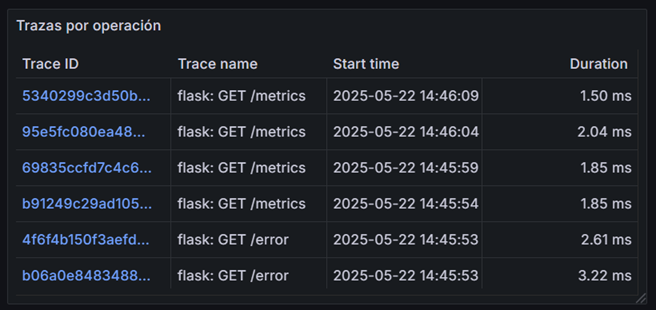 Trazas por operación
Trace ID Trace name Start time Duration
5340299c3d50b... flask: GET /metrics 2025-05-22 14:46:09 1.50 ms
95e5fc080ea48... flask: GET /metrics 2025-05-22 14:46:04 2.04 ms
69835ccfd7c4c6... flask: GET /metrics 2025-05-22 14:45:59 1.85 ms
b91249c29ad105... flask: GET /metrics 2025-05-22 14:45:54 1.85 ms
4f6f4b150f3aefd... flask: GET /error 2025-05-22 14:45:53 2.61 ms
b06a0e8483488... flask: GET /error 2025-05-22 14:45:53 3.22 ms